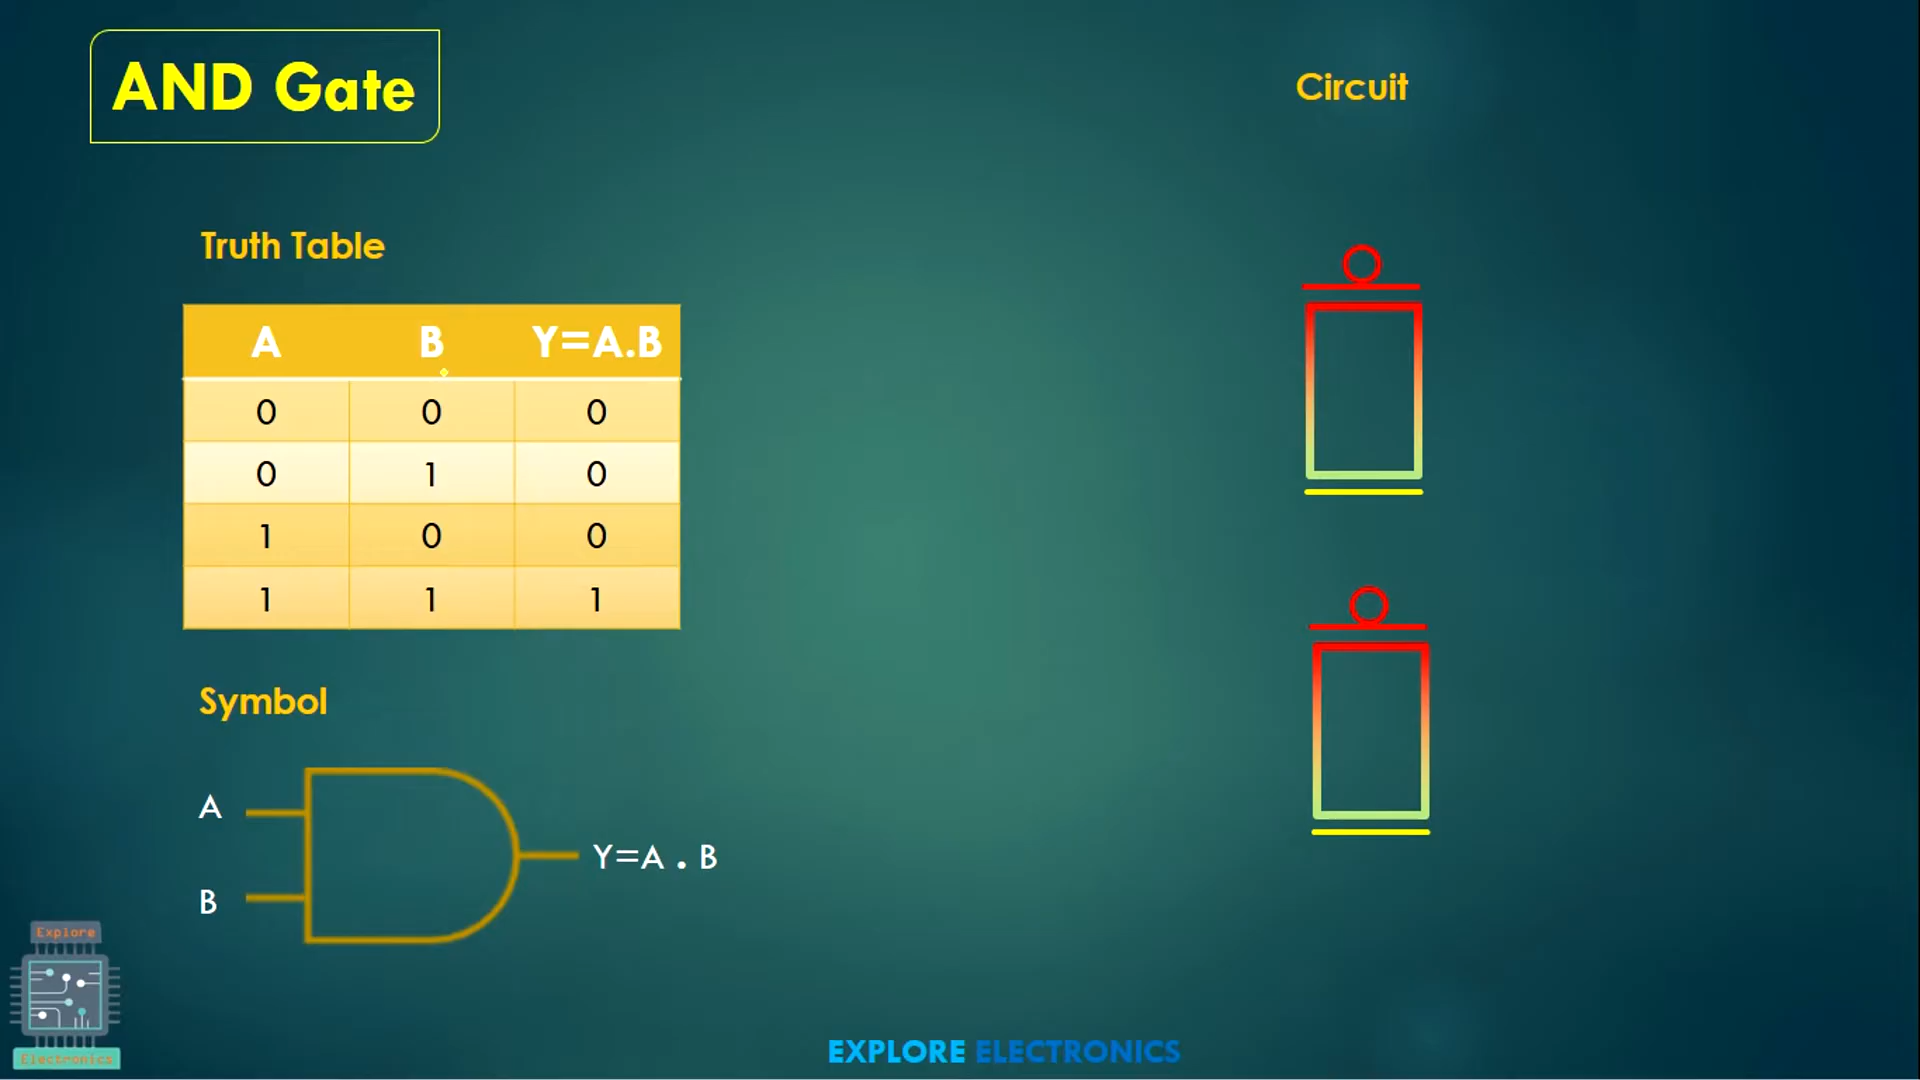 AND Gate
Circuit
Truth Table
A B Y=A.B
0 0 0
0 1 0
1 0 0
1 1 1
Symbol
A
B
Y=A . B
Explore
Electronics
EXPLORE ELECTRONICS